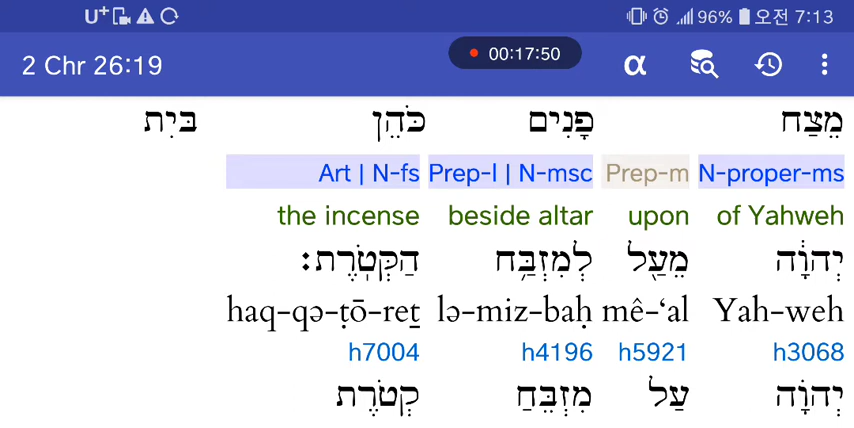 U+ 96% 오전 7:13
2 Chr 26:19 00:17:50 α
מֵצַח פָּנִים כֹּהֵן בּיִת
Art | N-fs Prep-l | N-msc Prep-m N-proper-ms
the incense beside altar upon of Yahweh
יְהוָ֔ה מֵעַ֖ל לְמִזְבַּ֥ח הַקְּטֹֽרֶת׃
haq-qə-ṭō-reṯ lə-miz-baḥ mê-‘al Yah-weh
h7004 h4196 h5921 h3068
יְהוָֹה עַל מִזְבֵּחַ קְטֹרֶת